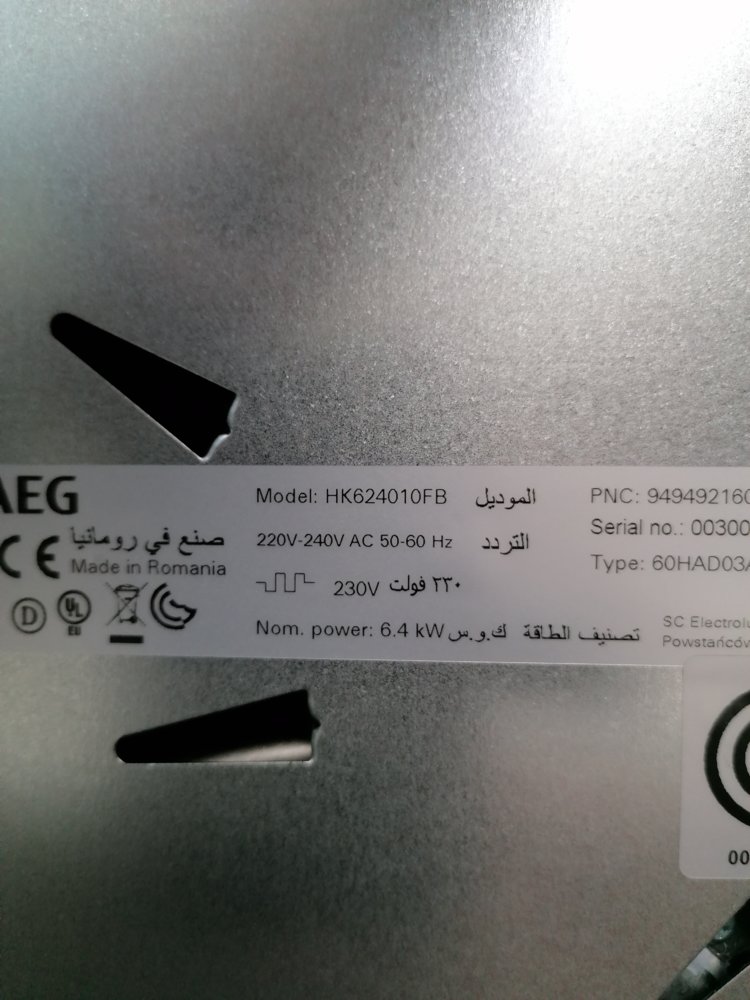 AEG
صنع في رومانيا
Made in Romania
D
UL
EU
Model: HK624010FB الموديل
220V-240V AC 50-60 Hz التردد
230V ٢٣٠ فولت
Nom. power: 6.4 kW تصنيف الطاقة ك.و.س
PNC: 949492160
Serial no.: 00300
Type: 60HAD03A
SC Electrolu
Powstańców
00